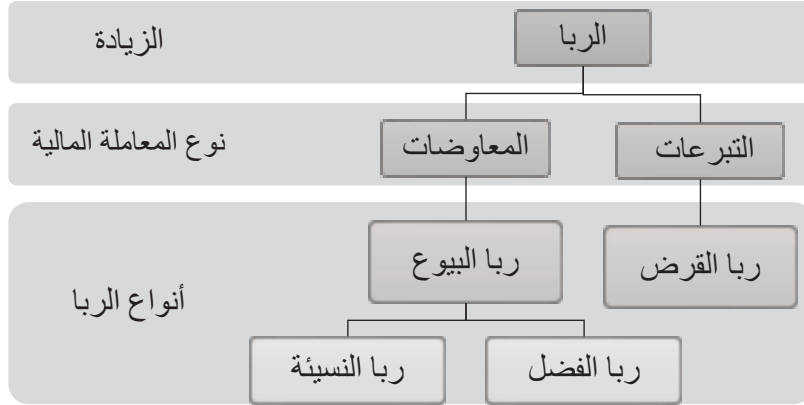 الربا
الزيادة
التبرعات
المعاوضات
نوع المعاملة المالية
ربا القرض
ربا البيوع
أنواع الربا
ربا الفضل
ربا النسيئة